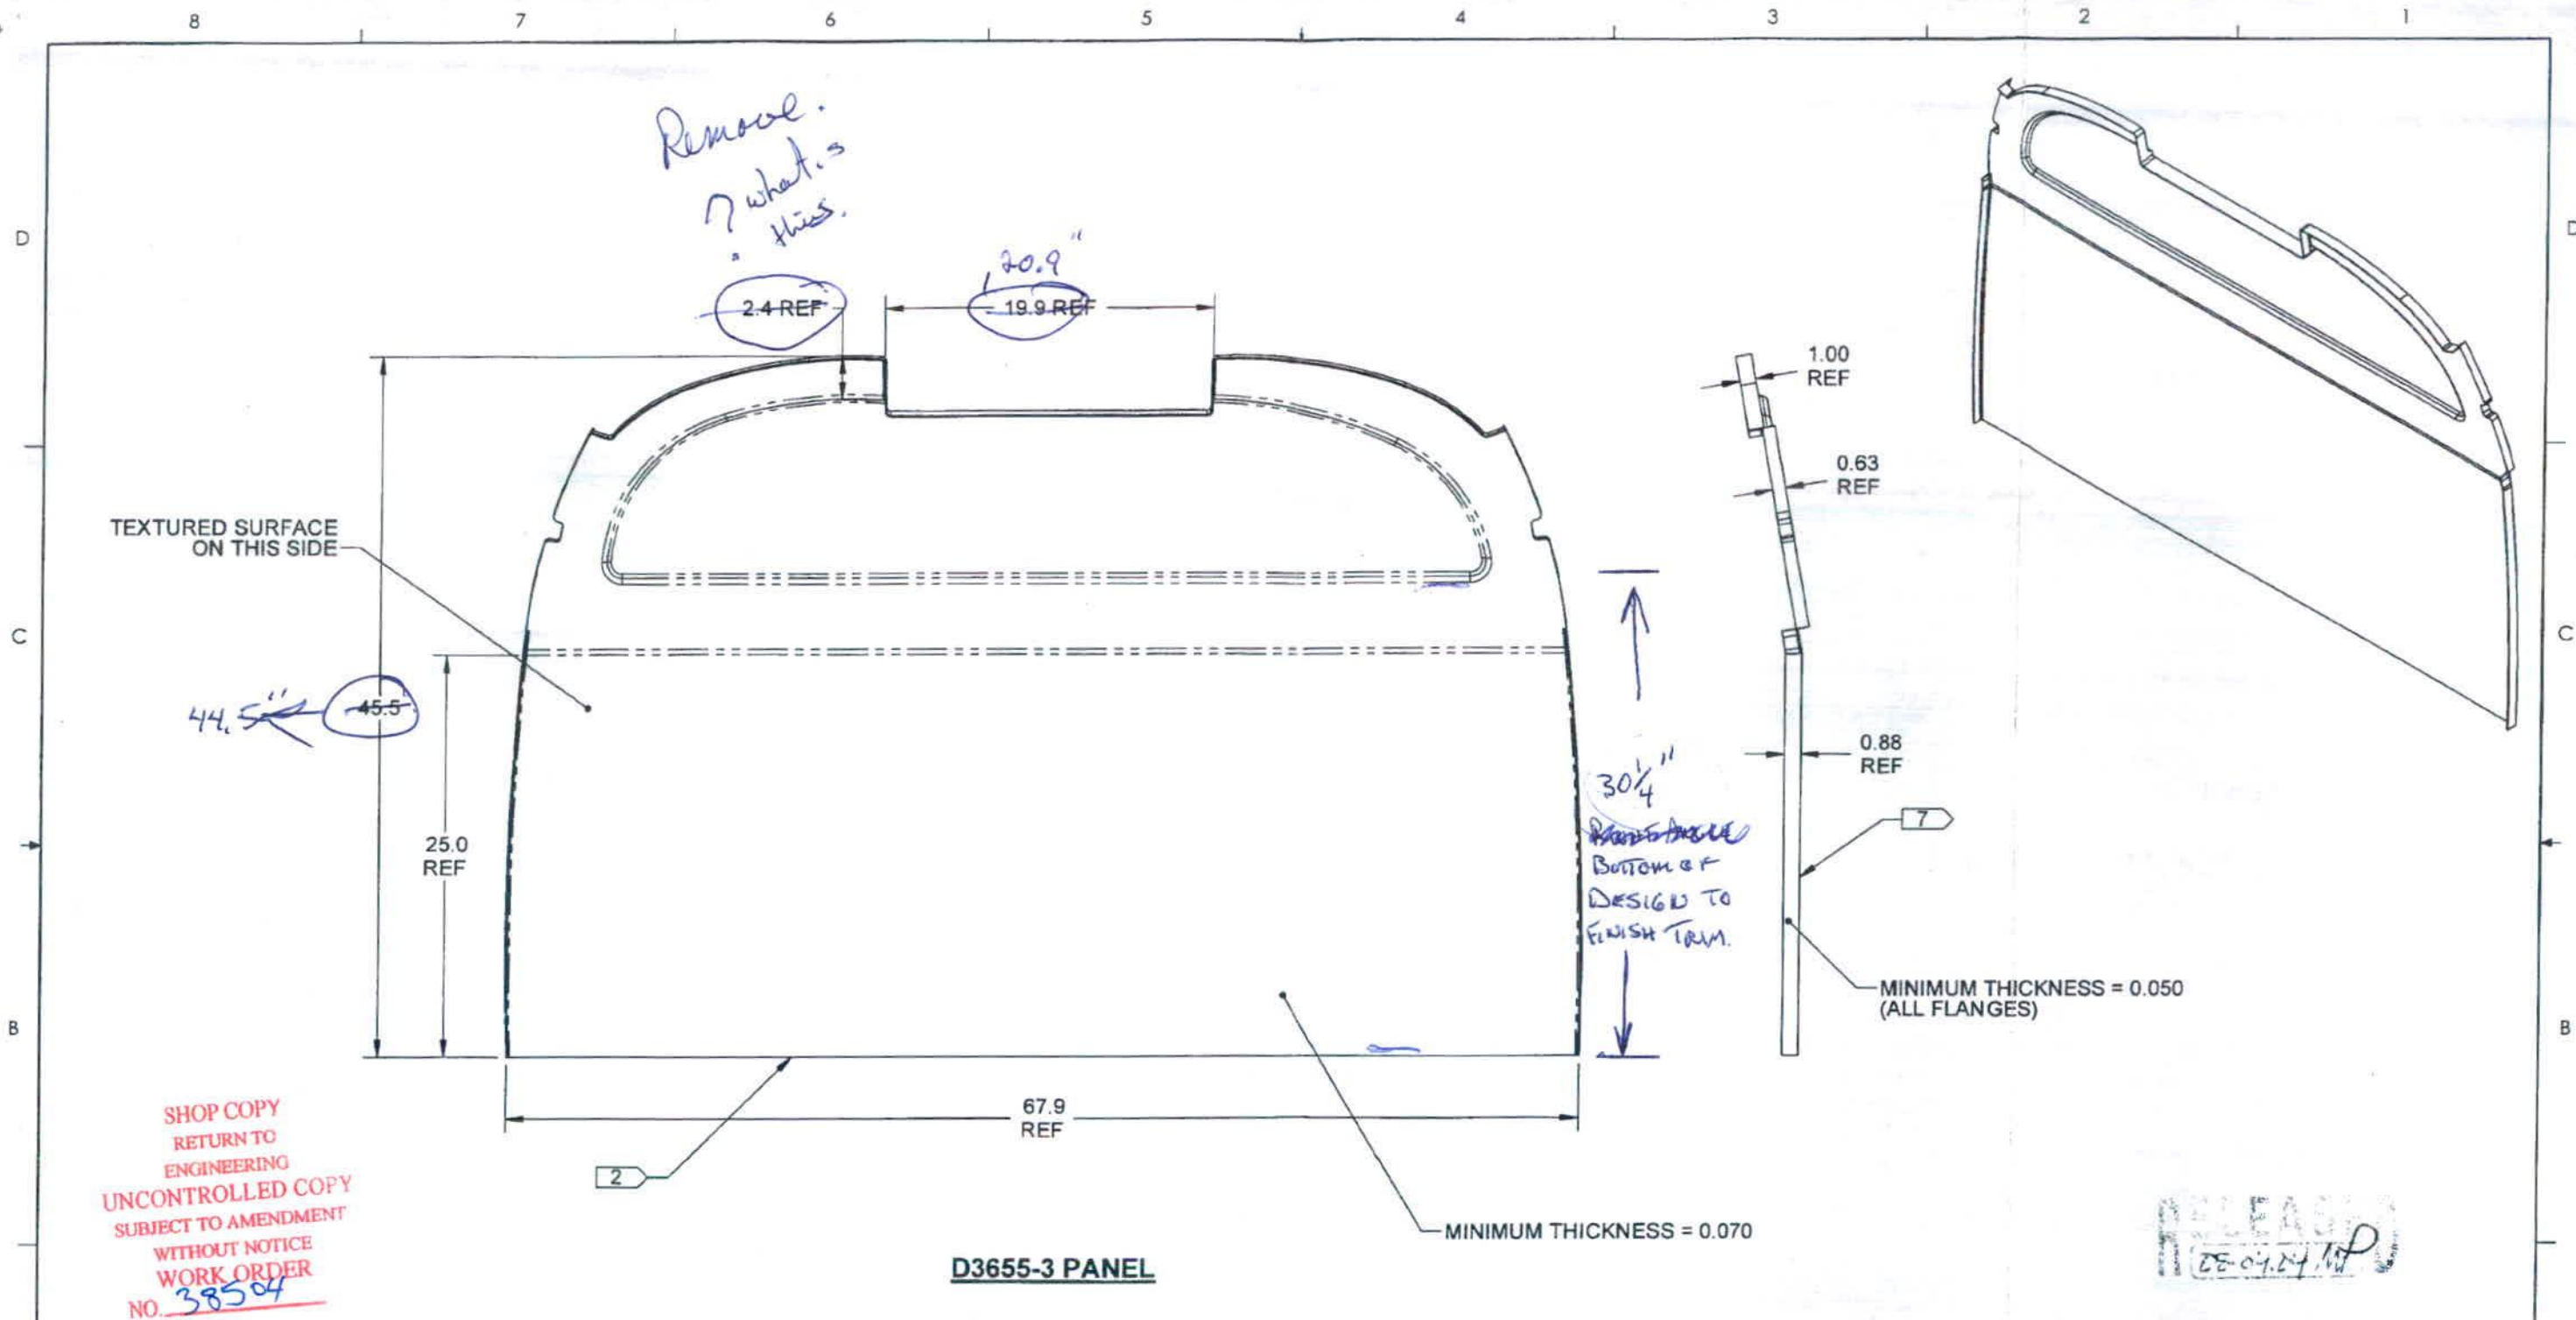 8 7 6 5 4 3 2 1
D
D
Remove.
? what is
this.
20.9"
2.4 REF
19.9 REF
1.00
REF
0.63
REF
TEXTURED SURFACE
ON THIS SIDE
C
C
44.5"
45.5
0.88
REF
30 1/4"
7
25.0
REF
BOTTOM OF
DESIGN TO
FINISH TRIM.
MINIMUM THICKNESS = 0.050
(ALL FLANGES)
B
B
67.9
REF
2
MINIMUM THICKNESS = 0.070
D3655-3 PANEL
SHOP COPY
RETURN TO
ENGINEERING
UNCONTROLLED COPY
SUBJECT TO AMENDMENT
WITHOUT NOTICE
WORK ORDER
NO. 38504
RELEASED